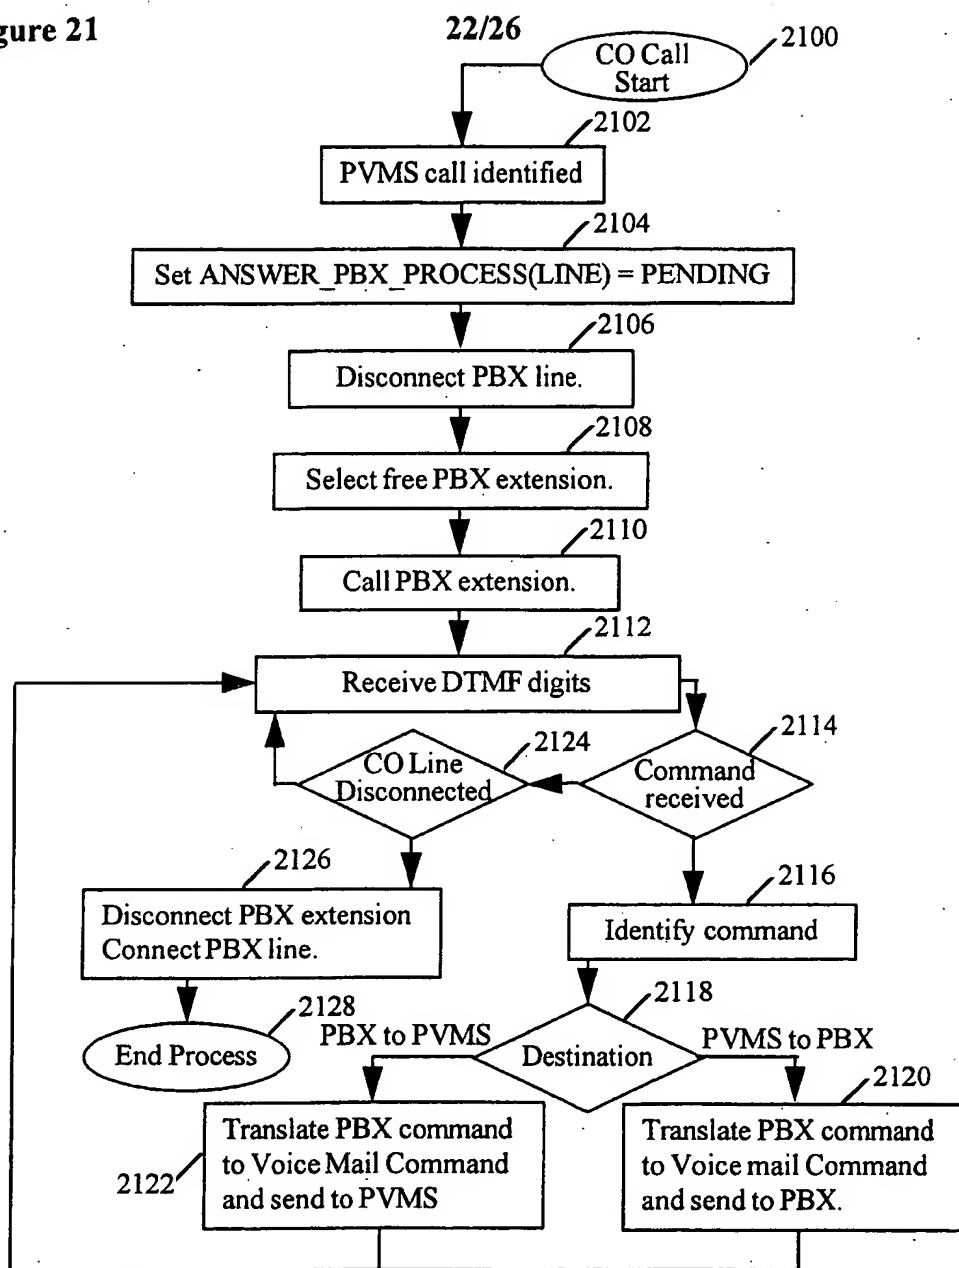 gure 21
22/26
CO Call
Start
2100
2102
PVMS call identified
2104
Set ANSWER_PBX_PROCESS(LINE) = PENDING
2106
Disconnect PBX line.
2108
Select free PBX extension.
2110
Call PBX extension.
2112
Receive DTMF digits
2114
Command
received
2124
CO Line
Disconnected
2126
Disconnect PBX extension
Connect PBX line.
2116
Identify command
2128
End Process
2118
Destination
PBX to PVMS
PVMS to PBX
2120
Translate PBX command
to Voice Mail Command
and send to PVMS
2122
Translate PBX command
to Voice mail Command
and send to PBX.